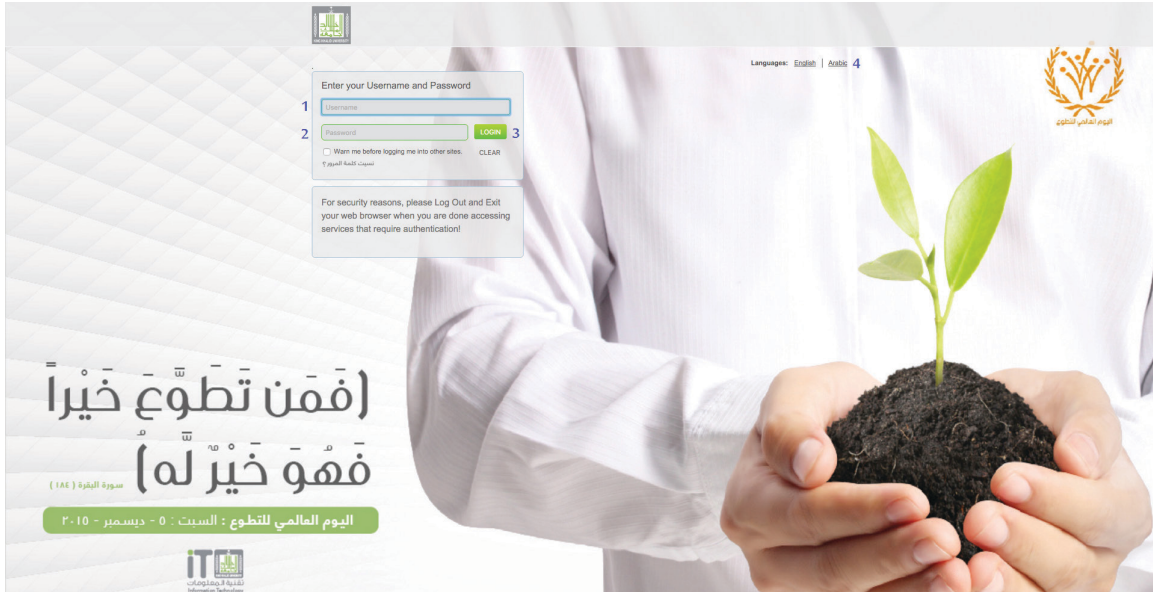 KING KHALID UNIVERSITY
Languages: English | Arabic 4
اليوم العالمي للتطوع
Enter your Username and Password
1 Username
2 Password LOGIN 3
Warn me before logging me into other sites. CLEAR
نسيت كلمة المرور؟
For security reasons, please Log Out and Exit
your web browser when you are done accessing
services that require authentication!
(فَمَن تَطَوَّعَ خَيْراً
فَهُوَ خَيْرٌ لَّهُ)
سورة البقرة ( ١٨٤ )
اليوم العالمي للتطوع : السبت : ٥ - ديسمبر - ٢٠١٥
iT
تقنية المعلومات
Information Technology